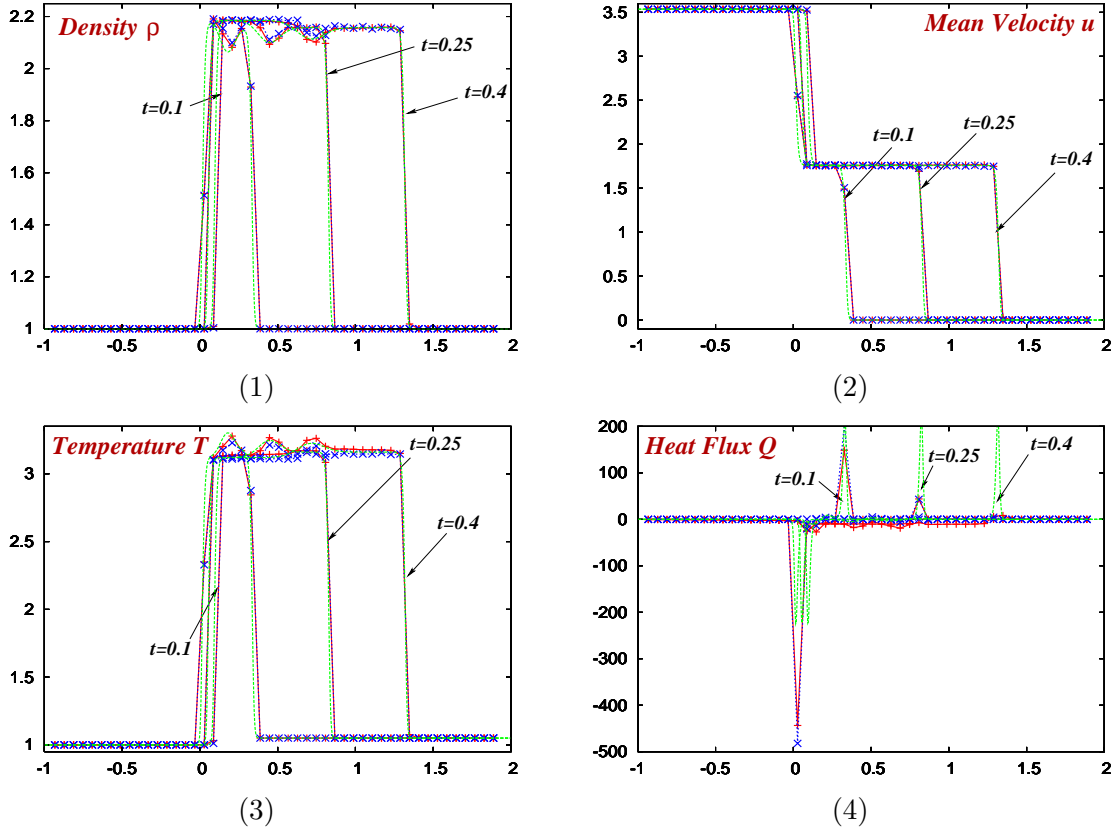 Density ρ
t=0.25
t=0.1
t=0.4
2.2
2
1.8
1.6
1.4
1.2
1
-1 -0.5 0 0.5 1 1.5 2
(1)
Mean Velocity u
t=0.1
t=0.25
t=0.4
3.5
3
2.5
2
1.5
1
0.5
0
-1 -0.5 0 0.5 1 1.5 2
(2)
Temperature T
t=0.25
t=0.4
t=0.1
3
2.5
2
1.5
1
-1 -0.5 0 0.5 1 1.5 2
(3)
Heat Flux Q
t=0.25
t=0.4
t=0.1
200
100
0
-100
-200
-300
-400
-500
-1 -0.5 0 0.5 1 1.5 2
(4)